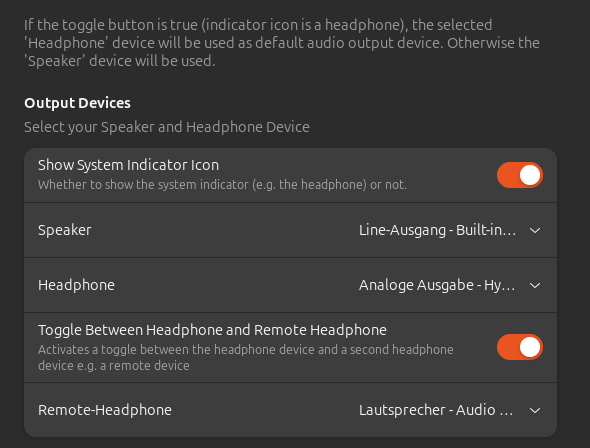 If the toggle button is true (indicator icon is a headphone), the selected
'Headphone' device will be used as default audio output device. Otherwise the
'Speaker' device will be used.
Output Devices
Select your Speaker and Headphone Device
Show System Indicator Icon
Whether to show the system indicator (e.g. the headphone) or not.
Speaker
Line-Ausgang - Built-in…
Headphone
Analoge Ausgabe - Hy…
Toggle Between Headphone and Remote Headphone
Activates a toggle between the headphone device and a second headphone
device e.g. a remote device
Remote-Headphone
Lautsprecher - Audio …